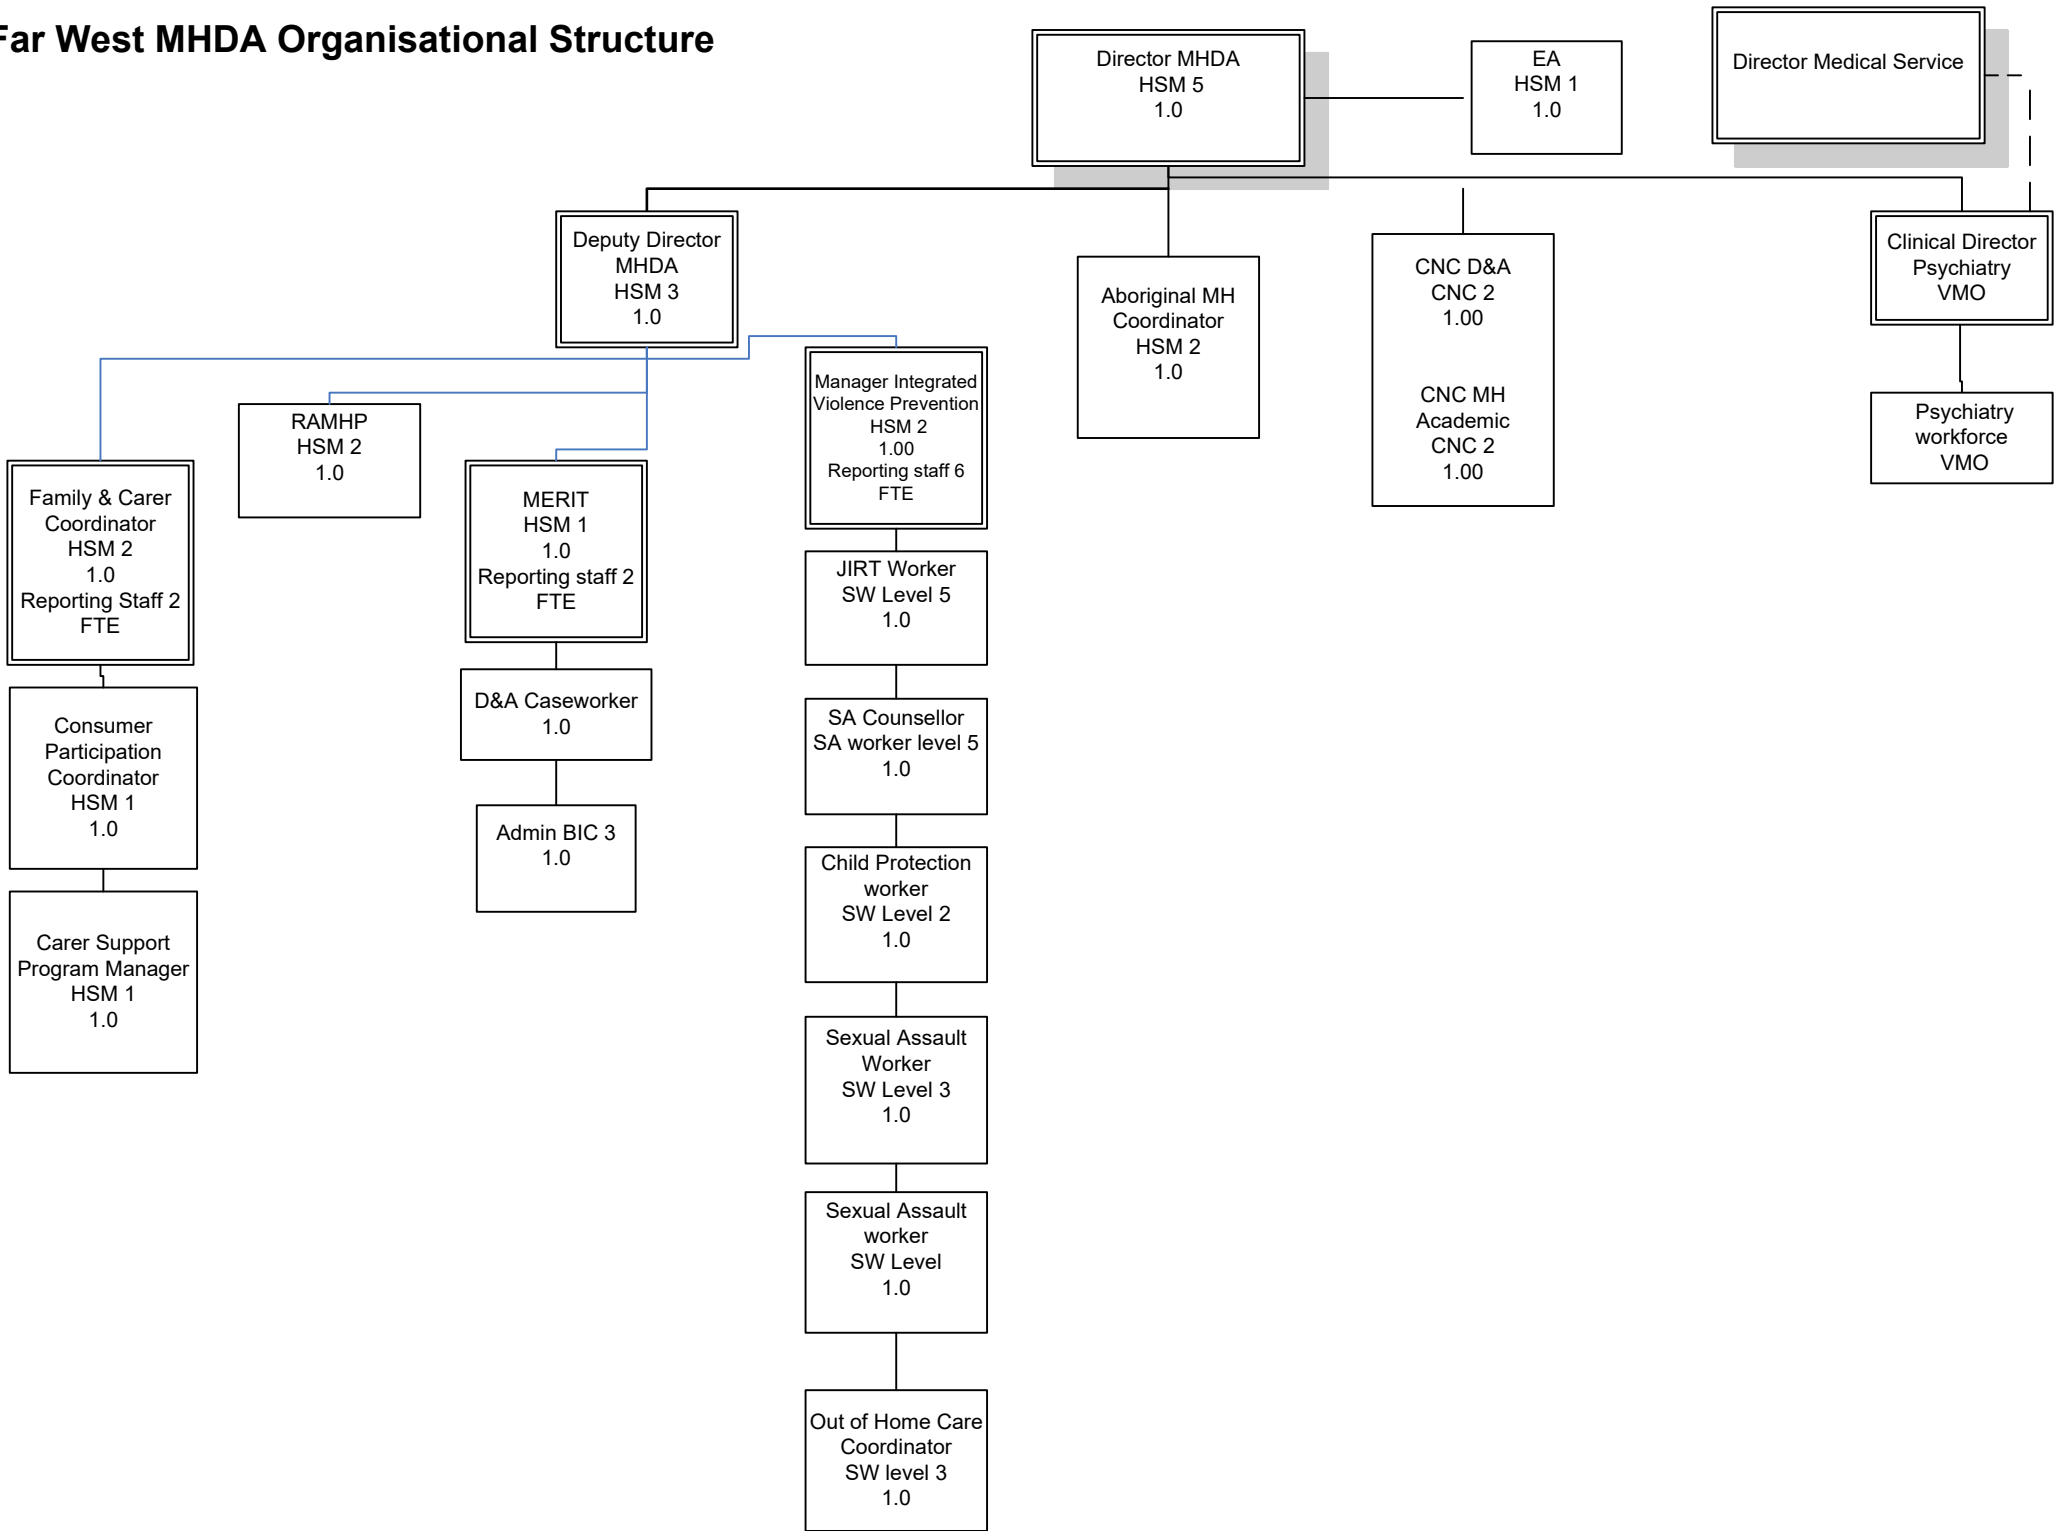 Far West MHDA Organisational Structure
Director MHDA
HSM 5
1.0
EA
HSM 1
1.0
Director Medical Service
Deputy Director
MHDA
HSM 3
1.0
Aboriginal MH
Coordinator
HSM 2
1.0
CNC D&A
CNC 2
1.00
CNC MH
Academic
CNC 2
1.00
Clinical Director
Psychiatry
VMO
Psychiatry
workforce
VMO
Family & Carer
Coordinator
HSM 2
1.0
Reporting Staff 2
FTE
RAMHP
HSM 2
1.0
MERIT
HSM 1
1.0
Reporting staff 2
FTE
Manager Integrated
Violence Prevention
HSM 2
1.00
Reporting staff 6
FTE
Consumer
Participation
Coordinator
HSM 1
1.0
Carer Support
Program Manager
HSM 1
1.0
D&A Caseworker
1.0
Admin BIC 3
1.0
JIRT Worker
SW Level 5
1.0
SA Counsellor
SA worker level 5
1.0
Child Protection
worker
SW Level 2
1.0
Sexual Assault
Worker
SW Level 3
1.0
Sexual Assault
worker
SW Level
1.0
Out of Home Care
Coordinator
SW level 3
1.0